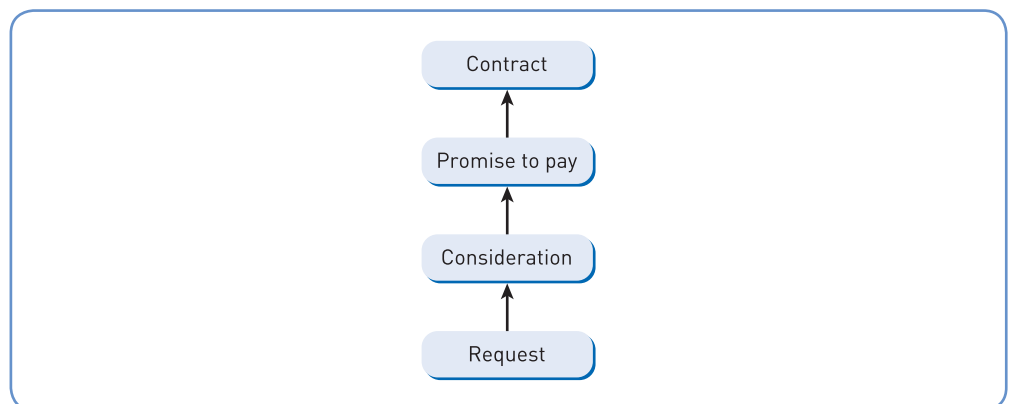 Contract
Promise to pay
Consideration
Request